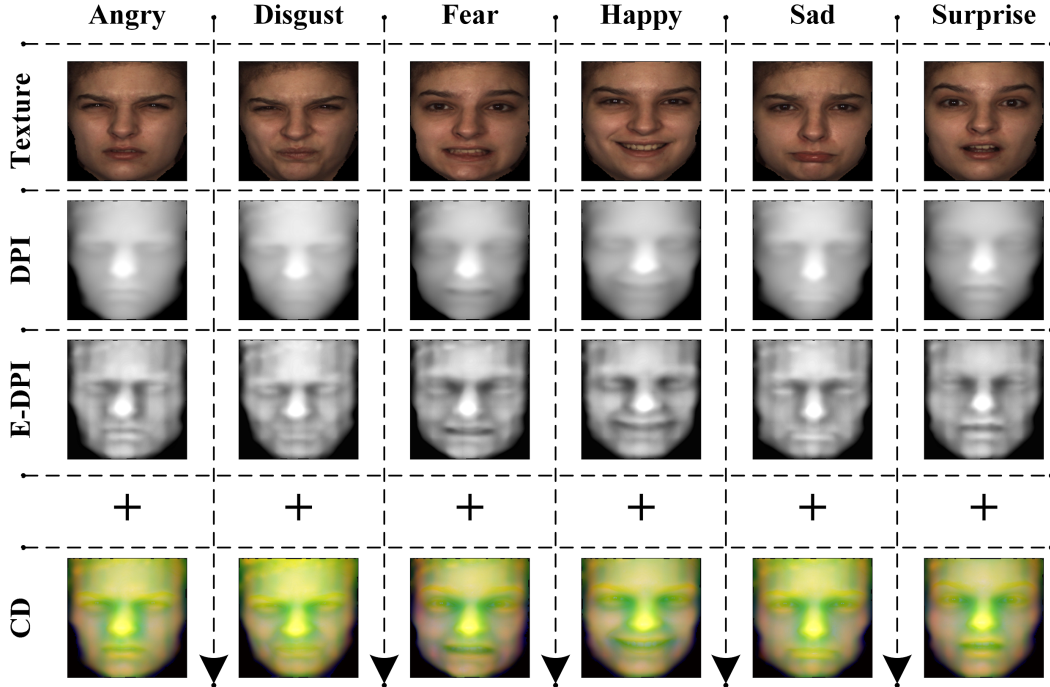 Angry Disgust Fear Happy Sad Surprise
Texture
DPI
E-DPI
+ + + + + +
CD